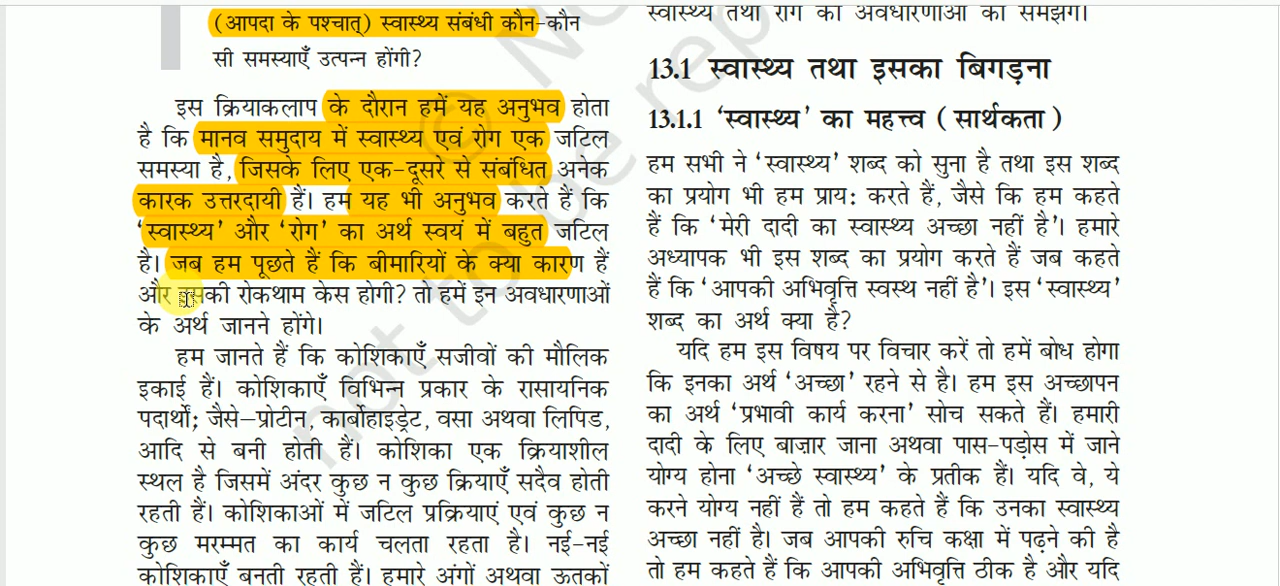 (आपदा के पश्चात्) स्वास्थ्य संबंधी कौन-कौन
सी समस्याएँ उत्पन्न होंगी?
इस क्रियाकलाप के दौरान हमें यह अनुभव होता
है कि मानव समुदाय में स्वास्थ्य एवं रोग एक जटिल
समस्या है, जिसके लिए एक-दूसरे से संबंधित अनेक
कारक उत्तरदायी हैं। हम यह भी अनुभव करते हैं कि
'स्वास्थ्य' और 'रोग' का अर्थ स्वयं में बहुत जटिल
है। जब हम पूछते हैं कि बीमारियों के क्या कारण हैं
और इसकी रोकथाम केस होगी? तो हमें इन अवधारणाओं
के अर्थ जानने होंगे।
हम जानते हैं कि कोशिकाएँ सजीवों की मौलिक
इकाई हैं। कोशिकाएँ विभिन्न प्रकार के रासायनिक
पदार्थों; जैसे–प्रोटीन, कार्बोहाइड्रेट, वसा अथवा लिपिड,
आदि से बनी होती हैं। कोशिका एक क्रियाशील
स्थल है जिसमें अंदर कुछ न कुछ क्रियाएँ सदैव होती
रहती हैं। कोशिकाओं में जटिल प्रक्रियाएं एवं कुछ न
कुछ मरम्मत का कार्य चलता रहता है। नई-नई
कोशिकाएँ बनती रहती हैं। हमारे अंगों अथवा ऊतकों
स्वास्थ्य तथा रोग की अवधारणाओं को समझेंगे।
13.1 स्वास्थ्य तथा इसका बिगड़ना
13.1.1 'स्वास्थ्य' का महत्त्व (सार्थकता)
हम सभी ने 'स्वास्थ्य' शब्द को सुना है तथा इस शब्द
का प्रयोग भी हम प्राय: करते हैं, जैसे कि हम कहते
हैं कि 'मेरी दादी का स्वास्थ्य अच्छा नहीं है'। हमारे
अध्यापक भी इस शब्द का प्रयोग करते हैं जब कहते
हैं कि 'आपकी अभिवृत्ति स्वस्थ नहीं है'। इस 'स्वास्थ्य'
शब्द का अर्थ क्या है?
यदि हम इस विषय पर विचार करें तो हमें बोध होगा
कि इनका अर्थ 'अच्छा' रहने से है। हम इस अच्छापन
का अर्थ 'प्रभावी कार्य करना' सोच सकते हैं। हमारी
दादी के लिए बाज़ार जाना अथवा पास-पड़ोस में जाने
योग्य होना 'अच्छे स्वास्थ्य' के प्रतीक हैं। यदि वे, ये
करने योग्य नहीं हैं तो हम कहते हैं कि उनका स्वास्थ्य
अच्छा नहीं है। जब आपकी रुचि कक्षा में पढ़ने की है
तो हम कहते हैं कि आपकी अभिवृत्ति ठीक है और यदि
not to be rep